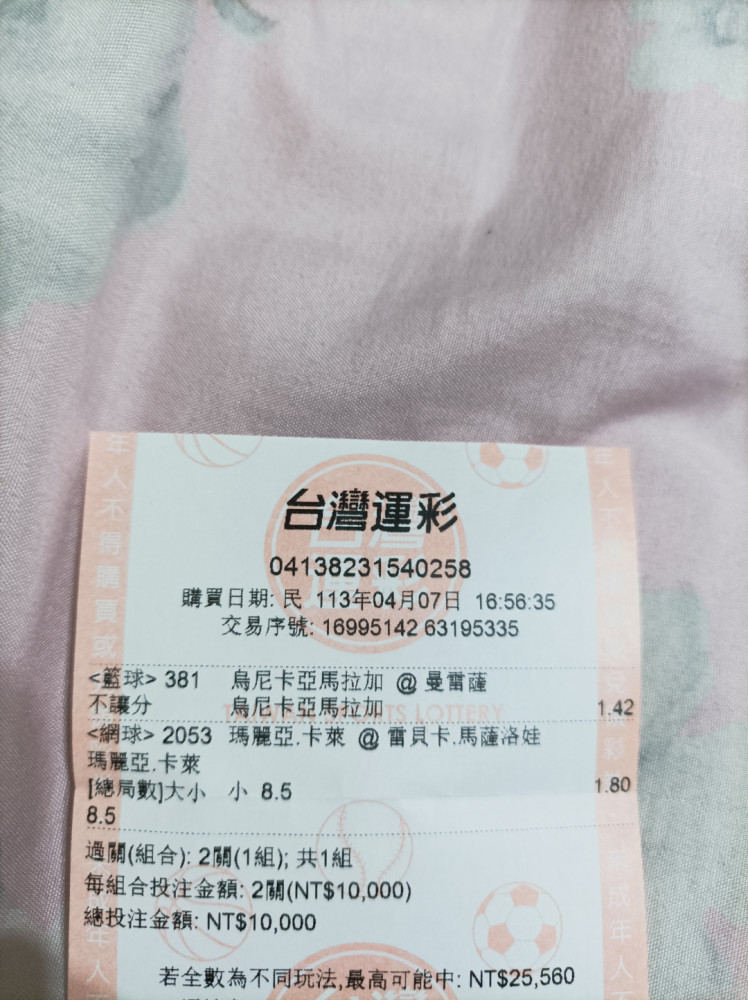 台灣運彩
04138231540258
購買日期: 民 113年04月07日 16:56:35
交易序號: 16995142 63195335
<籃球> 381 烏尼卡亞馬拉加 @ 曼雷薩
不讓分 烏尼卡亞馬拉加 1.42
<網球> 2053 瑪麗亞.卡萊 @ 雷貝卡.馬薩洛娃
瑪麗亞.卡萊
[總局數]大小 小 8.5 1.80
8.5
過關(組合): 2關(1組); 共1組
每組合投注金額: 2關(NT$10,000)
總投注金額: NT$10,000
若全數為不同玩法,最高可能中: NT$25,560